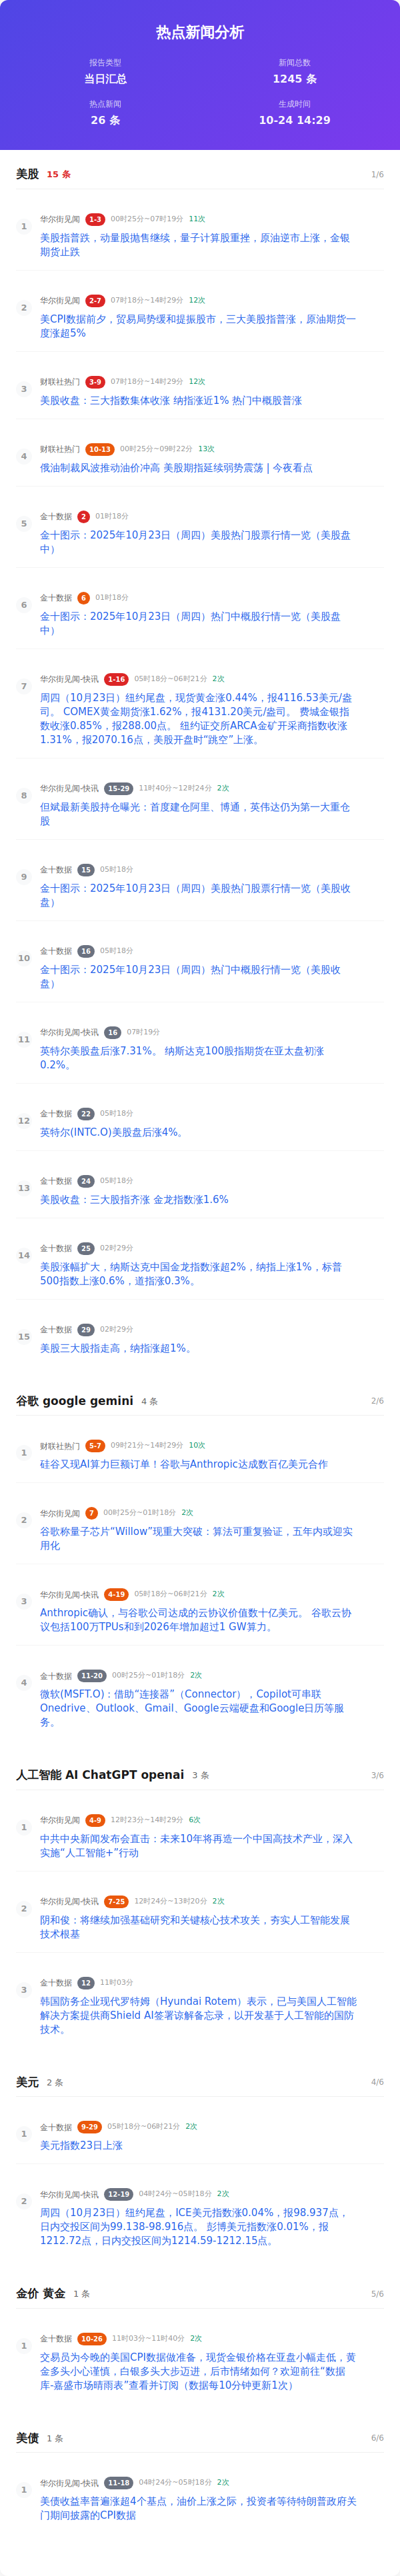 热点新闻分析
报告类型
新闻总数
当日汇总
1245 条
热点新闻
生成时间
26 条
10-24 14:29
美股 15 条 1/6
1
华尔街见闻 1-3 00时25分~07时19分 11次
美股指普跌，动量股抛售继续，量子计算股重挫，原油逆市上涨，金银
期货止跌
2
华尔街见闻 2-7 07时18分~14时29分 12次
美CPI数据前夕，贸易局势缓和提振股市，三大美股指普涨，原油期货一
度涨超5%
3
财联社热门 3-9 07时18分~14时29分 12次
美股收盘：三大指数集体收涨 纳指涨近1% 热门中概股普涨
4
财联社热门 10-13 00时25分~09时22分 13次
俄油制裁风波推动油价冲高 美股期指延续弱势震荡 | 今夜看点
5
金十数据 2 01时18分
金十图示：2025年10月23日（周四）美股热门股票行情一览（美股盘
中）
6
金十数据 6 01时18分
金十图示：2025年10月23日（周四）热门中概股行情一览（美股盘
中）
7
华尔街见闻-快讯 1-16 05时18分~06时21分 2次
周四（10月23日）纽约尾盘，现货黄金涨0.44%，报4116.53美元/盎
司。 COMEX黄金期货涨1.62%，报4131.20美元/盎司。 费城金银指
数收涨0.85%，报288.00点。 纽约证交所ARCA金矿开采商指数收涨
1.31%，报2070.16点，美股开盘时“跳空”上涨。
8
华尔街见闻-快讯 15-29 11时40分~12时24分 2次
但斌最新美股持仓曝光：首度建仓阿里、博通，英伟达仍为第一大重仓
股
9
金十数据 15 05时18分
金十图示：2025年10月23日（周四）美股热门股票行情一览（美股收
盘）
10
金十数据 16 05时18分
金十图示：2025年10月23日（周四）热门中概股行情一览（美股收
盘）
11
华尔街见闻-快讯 16 07时19分
英特尔美股盘后涨7.31%。 纳斯达克100股指期货在亚太盘初涨
0.2%。
12
金十数据 22 05时18分
英特尔(INTC.O)美股盘后涨4%。
13
金十数据 24 05时18分
美股收盘：三大股指齐涨 金龙指数涨1.6%
14
金十数据 25 02时29分
美股涨幅扩大，纳斯达克中国金龙指数涨超2%，纳指上涨1%，标普
500指数上涨0.6%，道指涨0.3%。
15
金十数据 29 02时29分
美股三大股指走高，纳指涨超1%。
谷歌 google gemini 4 条 2/6
1
财联社热门 5-7 09时21分~14时29分 10次
硅谷又现AI算力巨额订单！谷歌与Anthropic达成数百亿美元合作
2
华尔街见闻 7 00时25分~01时18分 2次
谷歌称量子芯片“Willow”现重大突破：算法可重复验证，五年内或迎实
用化
3
华尔街见闻-快讯 4-19 05时18分~06时21分 2次
Anthropic确认，与谷歌公司达成的云协议价值数十亿美元。 谷歌云协
议包括100万TPUs和到2026年增加超过1 GW算力。
4
金十数据 11-20 00时25分~01时18分 2次
微软(MSFT.O)：借助“连接器”（Connector），Copilot可串联
Onedrive、Outlook、Gmail、Google云端硬盘和Google日历等服
务。
人工智能 AI ChatGPT openai 3 条 3/6
1
华尔街见闻 4-9 12时23分~14时29分 6次
中共中央新闻发布会直击：未来10年将再造一个中国高技术产业，深入
实施“人工智能+”行动
2
华尔街见闻-快讯 7-25 12时24分~13时20分 2次
阴和俊：将继续加强基础研究和关键核心技术攻关，夯实人工智能发展
技术根基
3
金十数据 12 11时03分
韩国防务企业现代罗特姆（Hyundai Rotem）表示，已与美国人工智能
解决方案提供商Shield AI签署谅解备忘录，以开发基于人工智能的国防
技术。
美元 2 条 4/6
1
金十数据 9-29 05时18分~06时21分 2次
美元指数23日上涨
2
华尔街见闻-快讯 12-19 04时24分~05时18分 2次
周四（10月23日）纽约尾盘，ICE美元指数涨0.04%，报98.937点，
日内交投区间为99.138-98.916点。 彭博美元指数涨0.01%，报
1212.72点，日内交投区间为1214.59-1212.15点。
金价 黄金 1 条 5/6
1
金十数据 10-26 11时03分~11时40分 2次
交易员为今晚的美国CPI数据做准备，现货金银价格在亚盘小幅走低，黄
金多头小心谨慎，白银多头大步迈进，后市情绪如何？欢迎前往“数据
库-嘉盛市场晴雨表”查看并订阅（数据每10分钟更新1次）
美债 1 条 6/6
1
华尔街见闻-快讯 11-18 04时24分~05时18分 2次
美债收益率普遍涨超4个基点，油价上涨之际，投资者等待特朗普政府关
门期间披露的CPI数据